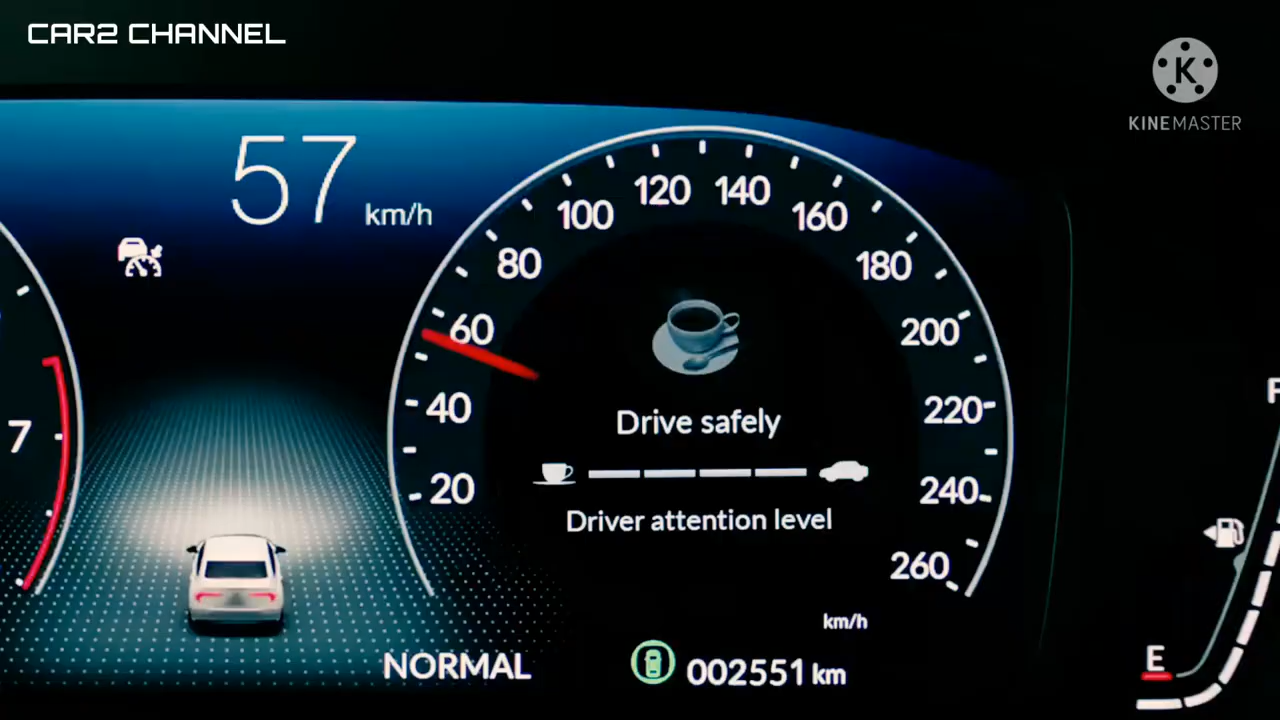 CAR2 CHANNEL
K
KINEMASTER
57 km/h
7
20
40
60
80
100
120
140
160
180
200
220
240
260
Drive safely
Driver attention level
km/h
NORMAL
002551 km
F
E